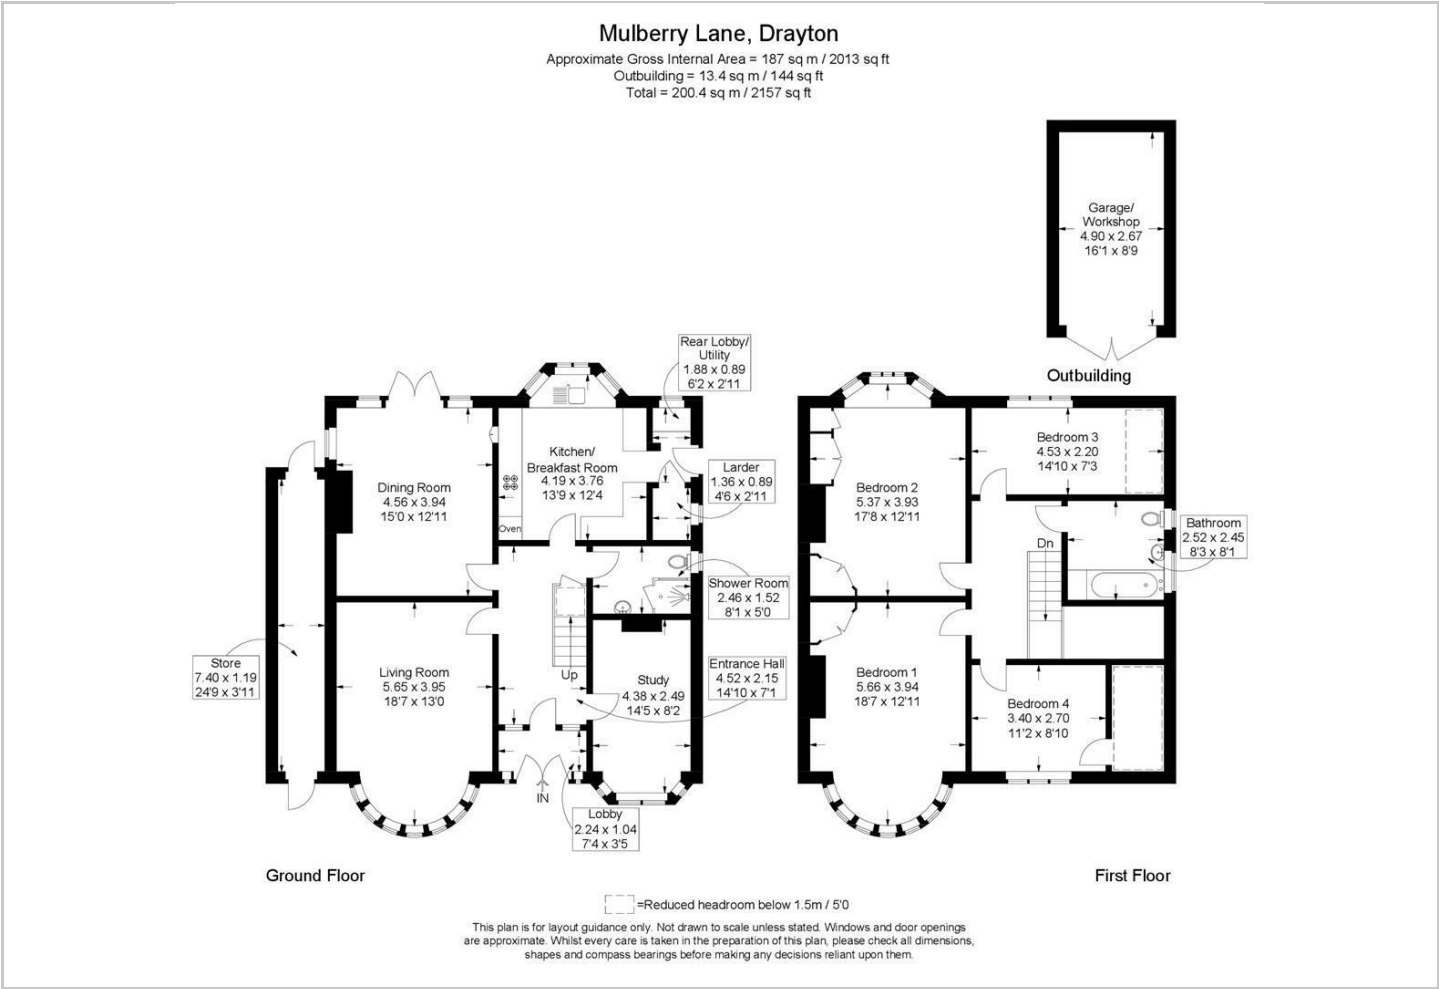 Mulberry Lane, Drayton
Approximate Gross Internal Area = 187 sq m / 2013 sq ft
Outbuilding = 13.4 sq m / 144 sq ft
Total = 200.4 sq m / 2157 sq ft
Garage/
Workshop
4.90 x 2.67
16'1 x 8'9
Outbuilding
Rear Lobby/
Utility
1.88 x 0.89
6'2 x 2'11
Kitchen/
Breakfast Room
4.19 x 3.76
13'9 x 12'4
Oven
Larder
1.36 x 0.89
4'6 x 2'11
Dining Room
4.56 x 3.94
15'0 x 12'11
Shower Room
2.46 x 1.52
8'1 x 5'0
Store
7.40 x 1.19
24'9 x 3'11
Living Room
5.65 x 3.95
18'7 x 13'0
Up
Study
4.38 x 2.49
14'5 x 8'2
Entrance Hall
4.52 x 2.15
14'10 x 7'1
IN
Lobby
2.24 x 1.04
7'4 x 3'5
Ground Floor
Bedroom 3
4.53 x 2.20
14'10 x 7'3
Bedroom 2
5.37 x 3.93
17'8 x 12'11
Dn
Bathroom
2.52 x 2.45
8'3 x 8'1
Bedroom 1
5.66 x 3.94
18'7 x 12'11
Bedroom 4
3.40 x 2.70
11'2 x 8'10
First Floor
=Reduced headroom below 1.5m / 5'0
This plan is for layout guidance only. Not drawn to scale unless stated. Windows and door openings
are approximate. Whilst every care is taken in the preparation of this plan, please check all dimensions,
shapes and compass bearings before making any decisions reliant upon them.